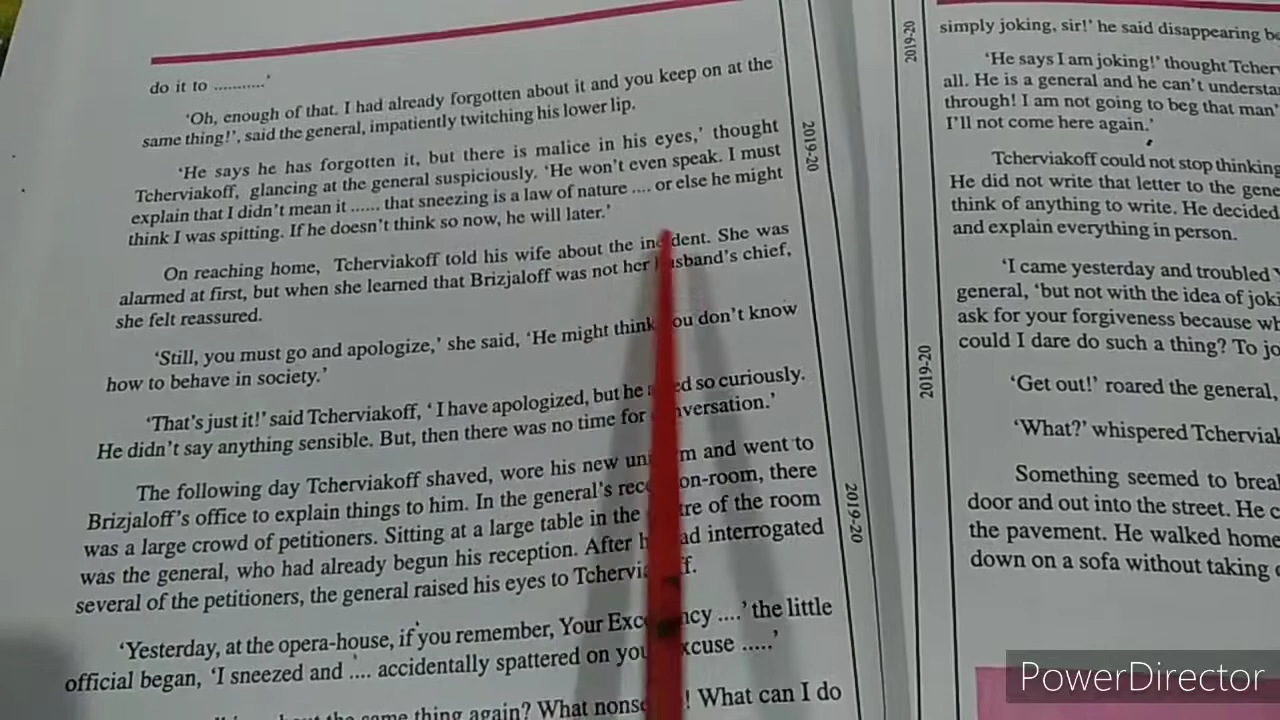 do it to ...........'
'Oh, enough of that. I had already forgotten about it and you keep on at the
same thing!', said the general, impatiently twitching his lower lip.
'He says he has forgotten it, but there is malice in his eyes,' thought
Tcherviakoff, glancing at the general suspiciously. 'He won't even speak. I must
explain that I didn't mean it ...... that sneezing is a law of nature .... or else he might
think I was spitting. If he doesn't think so now, he will later.'
On reaching home, Tcherviakoff told his wife about the incident. She was
alarmed at first, but when she learned that Brizjaloff was not her husband's chief,
she felt reassured.
'Still, you must go and apologize,' she said, 'He might think you don't know
how to behave in society.'
'That's just it!' said Tcherviakoff, 'I have apologized, but he so curiously.
He didn't say anything sensible. But, then there was no time for conversation.'
The following day Tcherviakoff shaved, wore his new uniform and went to
Brizjaloff's office to explain things to him. In the general's reception-room, there
was a large crowd of petitioners. Sitting at a large table in the centre of the room
was the general, who had already begun his reception. After he had interrogated
several of the petitioners, the general raised his eyes to Tcherviakoff.
'Yesterday, at the opera-house, if you remember, Your Excellency ....' the little
official began, 'I sneezed and .... accidentally spattered on you excuse .....'
the same thing again? What nonsense! What can I do
2019-20
2019-20
2019-20
2019-20
simply joking, sir!' he said disappearing
'He says I am joking!' thought
all. He is a general and he can't
through! I am not going to beg that man
I'll not come here again.'
Tcherviakoff could not stop thinking
He did not write that letter to the
think of anything to write. He decided
and explain everything in person.
'I came yesterday and troubled
general, 'but not with the idea of
ask for your forgiveness because
could I dare do such a thing? To
'Get out!' roared the general,
'What?' whispered
Something seemed to
door and out into the street. He
the pavement. He walked home
down on a sofa without taking
PowerDirector